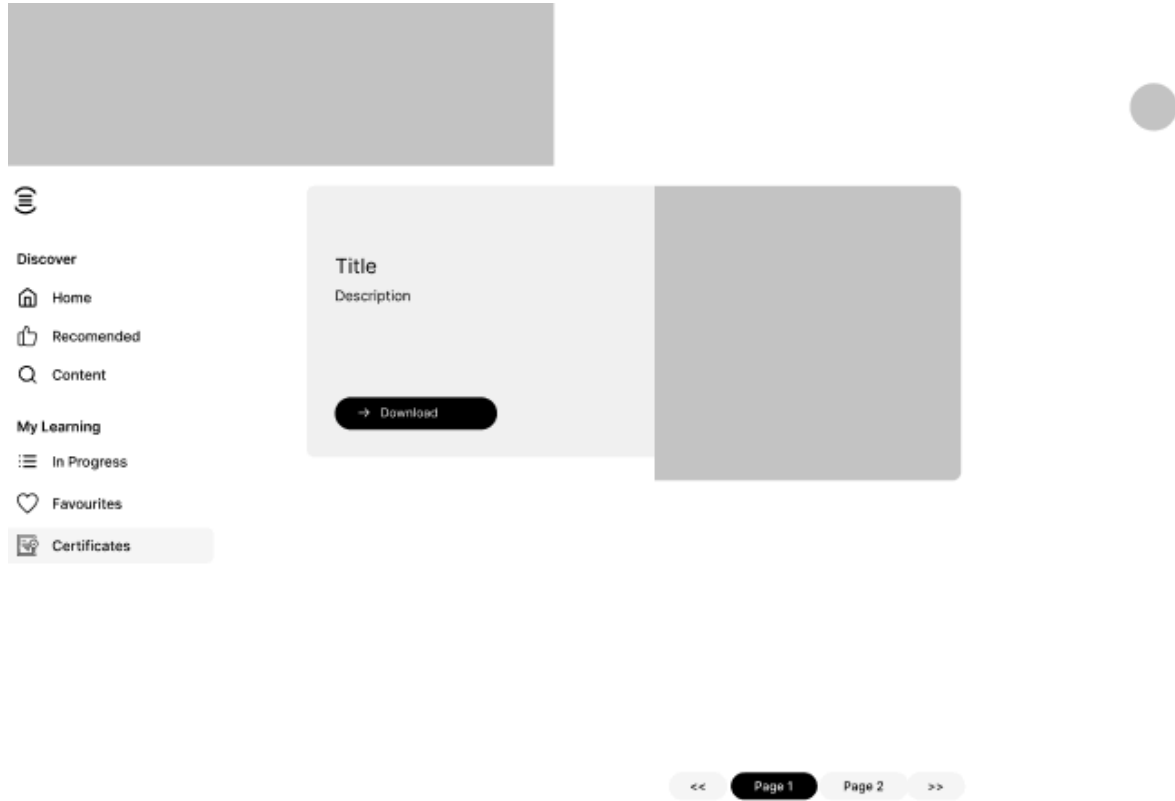 Discover
Home
Recomended
Content
My Learning
In Progress
Favourites
Certificates
Title
Description
→ Download
<<
Page 1
Page 2
>>